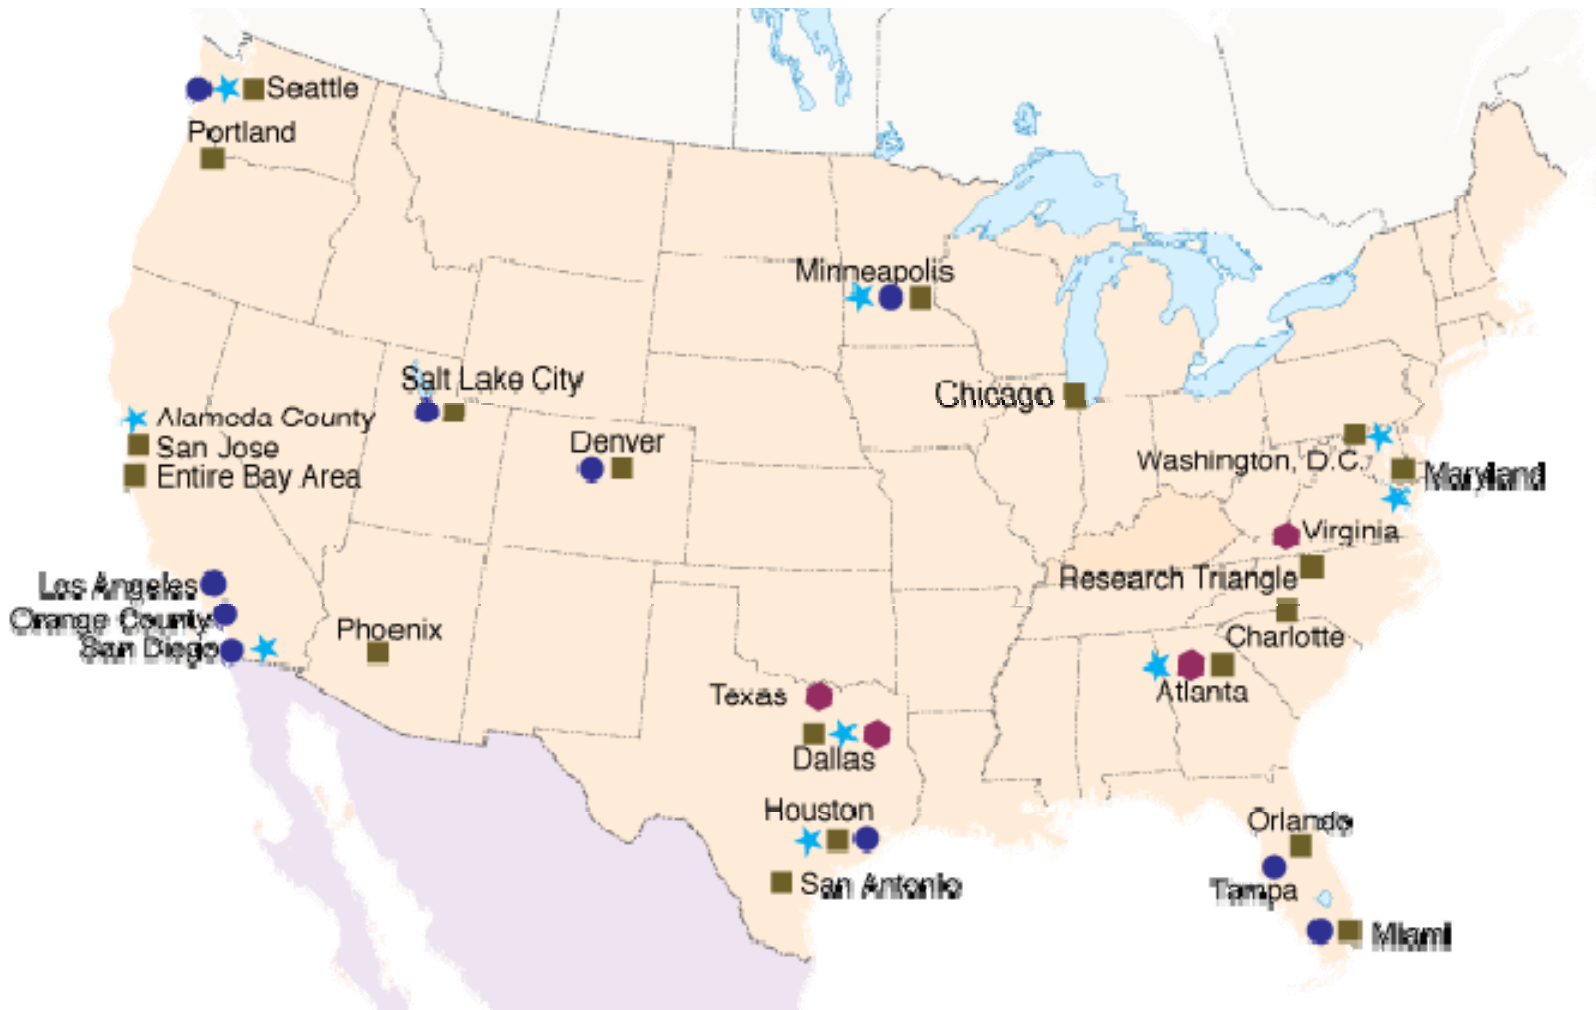 Seattle
Portland
Minneapolis
Salt Lake City
Chicago
Alameda County
Denver
San Jose
Washington, D.C.
Entire Bay Area
Maryland
Virginia
Los Angeles
Research Triangle
Orange County
Phoenix
Charlotte
San Diego
Texas
Atlanta
Dallas
Houston
Orlando
San Antonio
Tampa
Miami